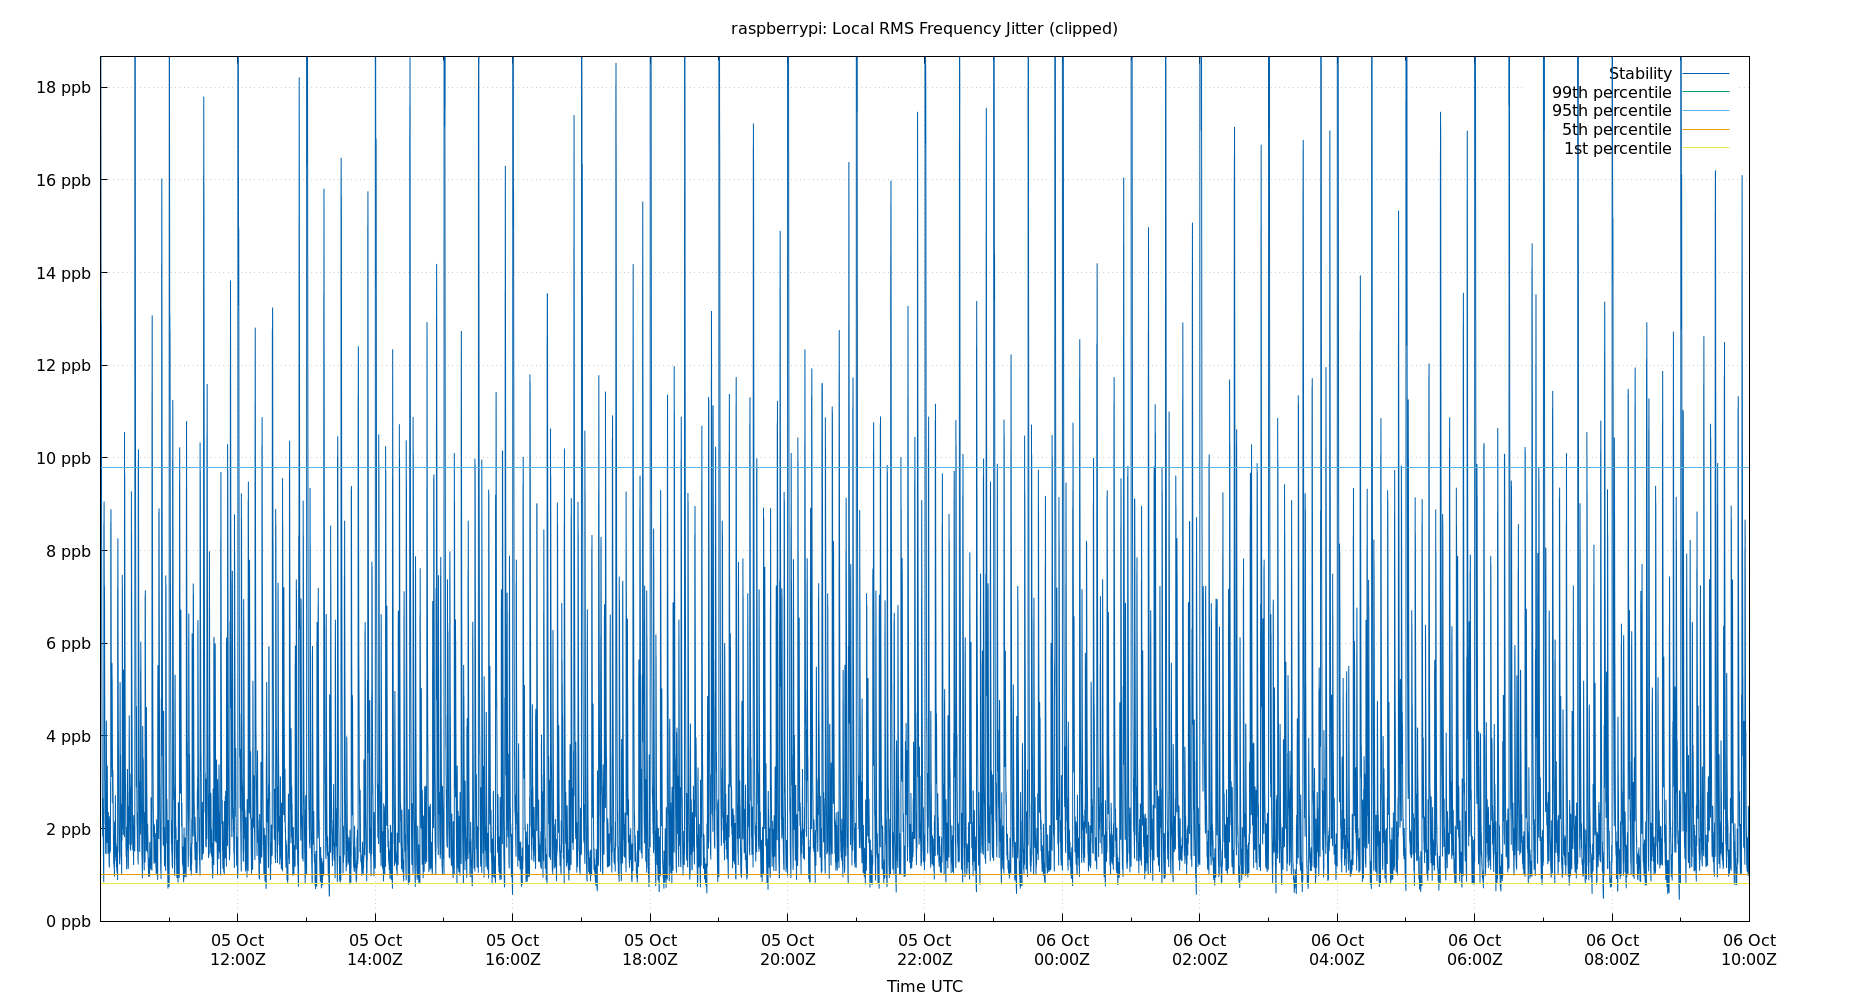 raspberrypi: Local RMS Frequency Jitter (clipped)
Stability
99th percentile
95th percentile
5th percentile
1st percentile
18 ppb
16 ppb
14 ppb
12 ppb
10 ppb
8 ppb
6 ppb
4 ppb
2 ppb
0 ppb
05 Oct 05 Oct 05 Oct 05 Oct 05 Oct 05 Oct 06 Oct 06 Oct 06 Oct 06 Oct 06 Oct 06 Oct
12:00Z 14:00Z 16:00Z 18:00Z 20:00Z 22:00Z 00:00Z 02:00Z 04:00Z 06:00Z 08:00Z 10:00Z
Time UTC